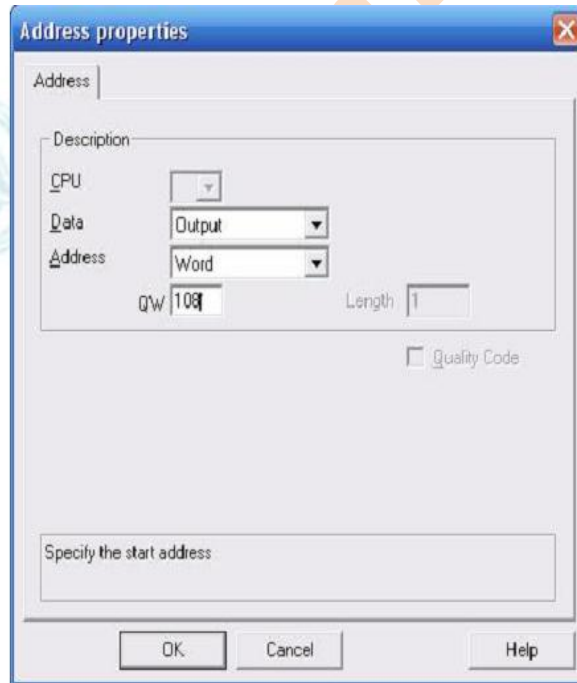 Address properties
Address
Description
CPU
Data Output
Address Word
QW 108 Length 1
Quality Code
Specify the start address
OK Cancel Help